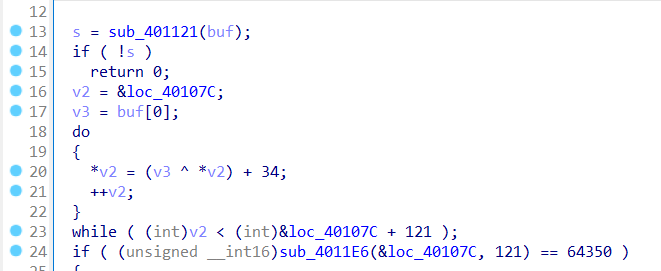 12
13 s = sub_401121(buf);
14 if ( !s )
15 return 0;
16 v2 = &loc_40107C;
17 v3 = buf[0];
18 do
19 {
20 *v2 = (v3 ^ *v2) + 34;
21 ++v2;
22 }
23 while ( (int)v2 < (int)&loc_40107C + 121 );
24 if ( (unsigned __int16)sub_4011E6(&loc_40107C, 121) == 64350 )